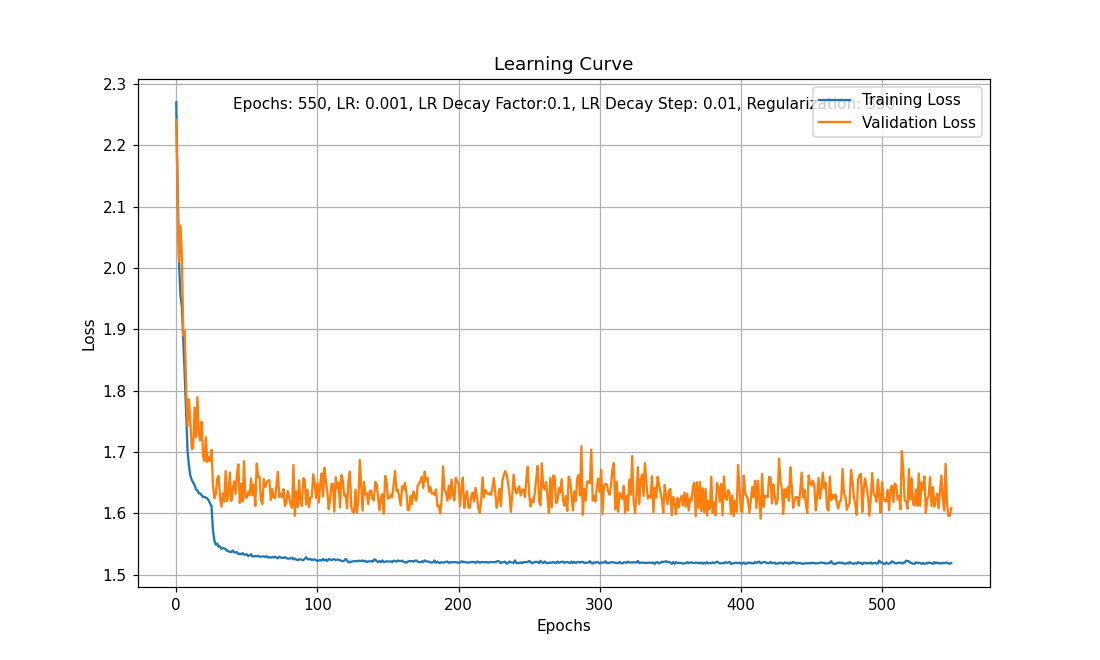 Learning Curve
Epochs: 550, LR: 0.001, LR Decay Factor:0.1, LR Decay Step: 0.01, Regularization: 350
Training Loss
Validation Loss
2.3
2.2
2.1
2.0
1.9
1.8
1.7
1.6
1.5
Loss
0 100 200 300 400 500
Epochs